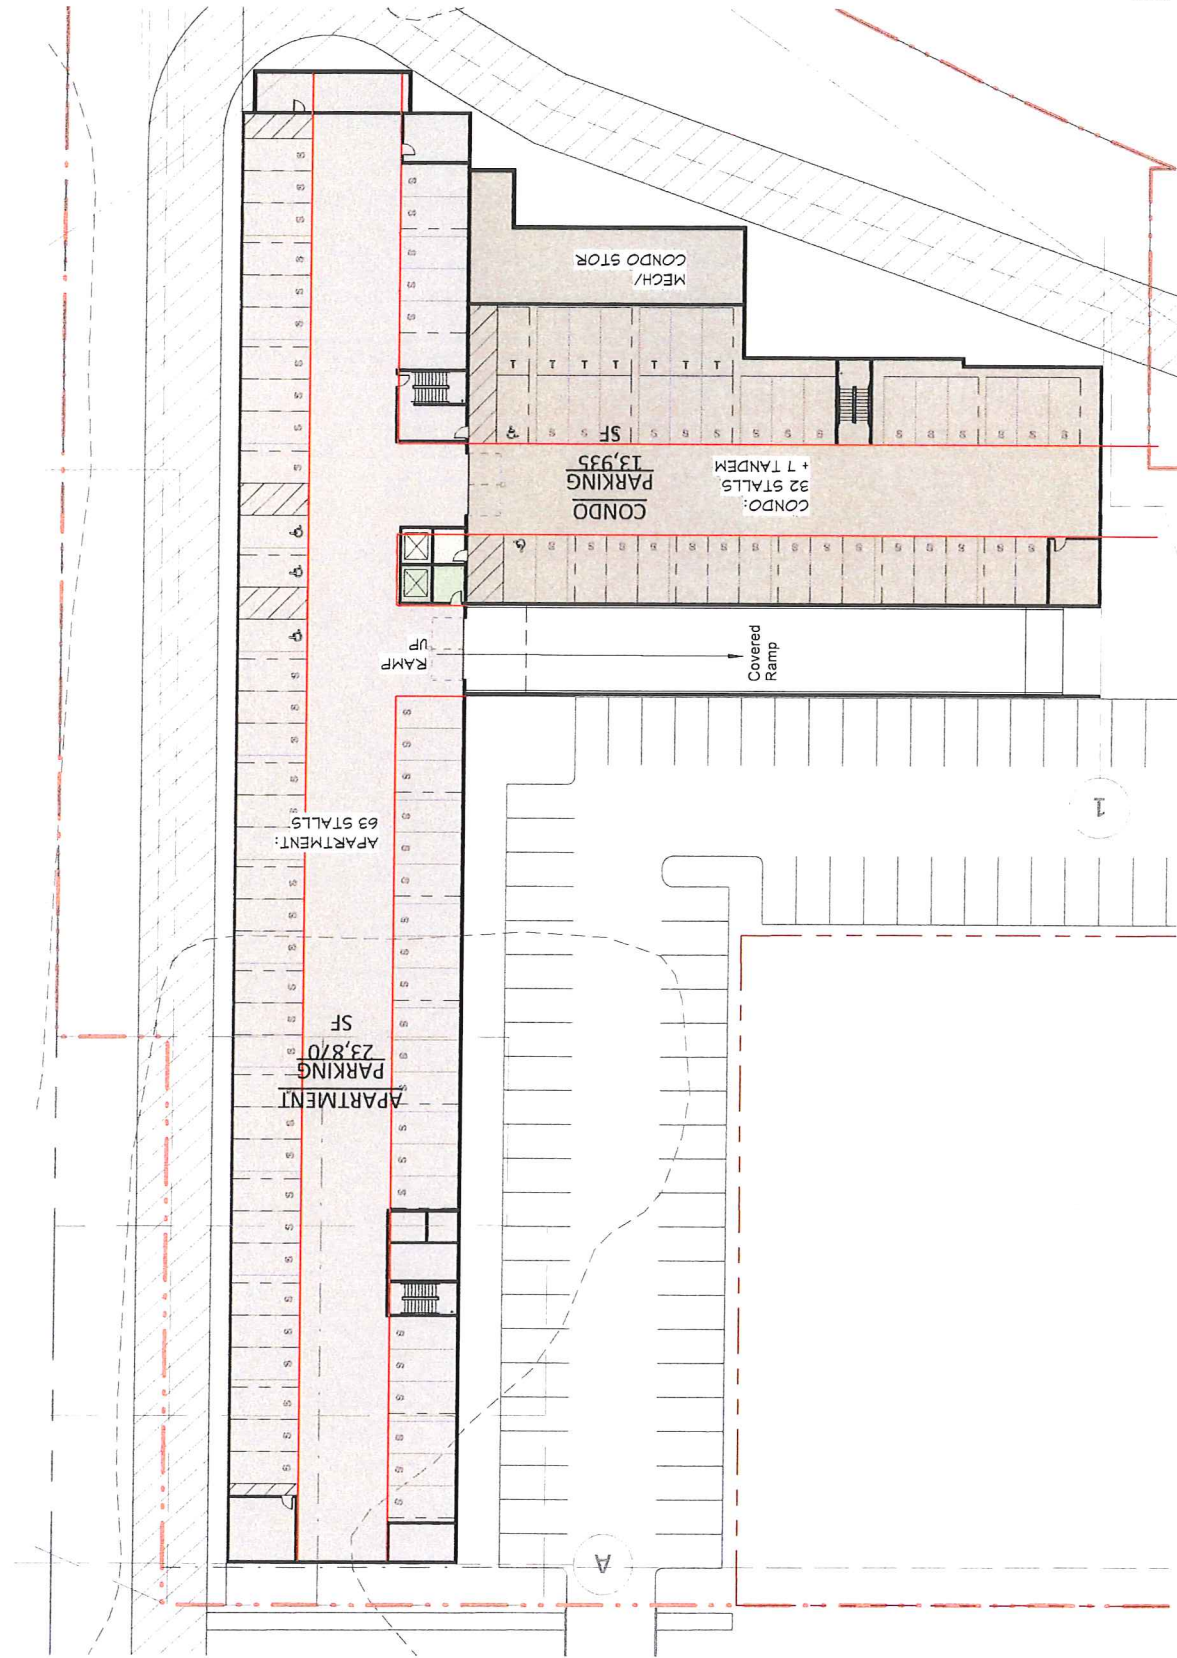 MECH/
CONDO STOR
CONDO
PARKING
13,935
SF
CONDO:
32 STALLS
+ 7 TANDEM
RAMP
UP
Covered
Ramp
APARTMENT:
63 STALLS
1
APARTMENT
PARKING
23,870
SF
A
T T T T T T T
S S S S S S S S S S S S S S S
S S S S S S S S S S S S S S S S